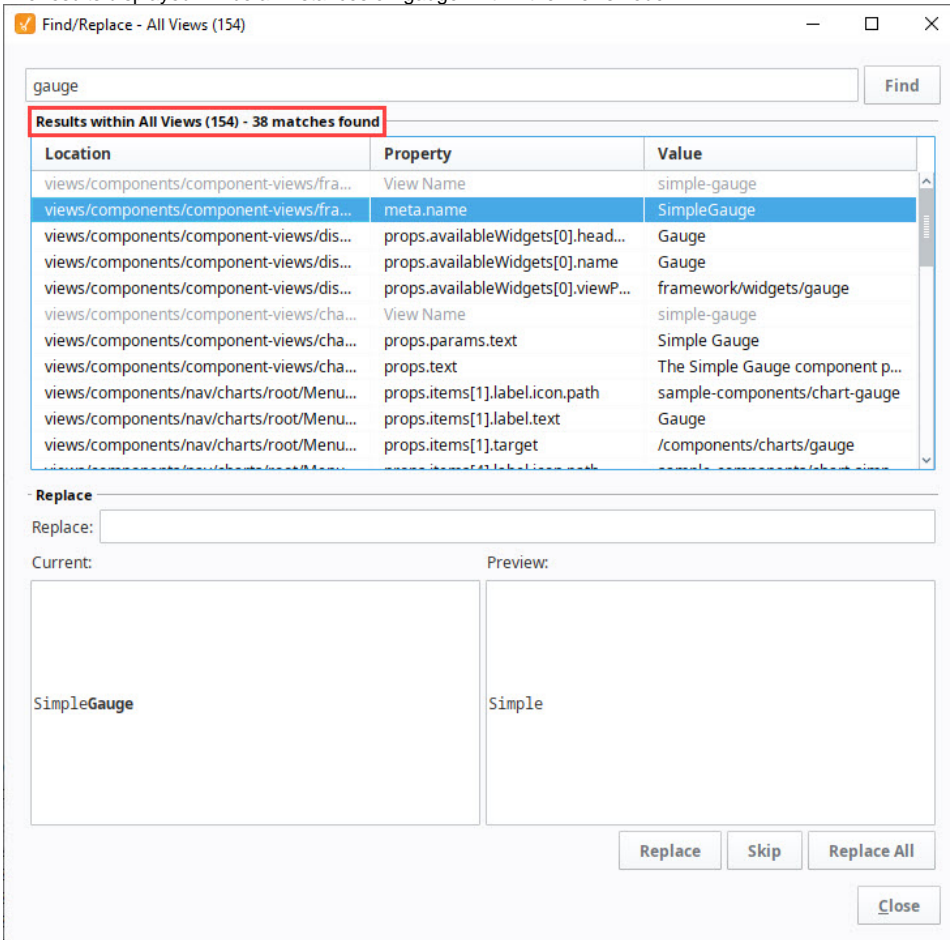 Find/Replace - All Views (154)
gauge
Find
Results within All Views (154) - 38 matches found
Location Property Value
views/components/component-views/fra... View Name simple-gauge
views/components/component-views/fra... meta.name SimpleGauge
views/components/component-views/dis... props.availableWidgets[0].head... Gauge
views/components/component-views/dis... props.availableWidgets[0].name Gauge
views/components/component-views/dis... props.availableWidgets[0].viewP... framework/widgets/gauge
views/components/component-views/cha... View Name simple-gauge
views/components/component-views/cha... props.params.text Simple Gauge
views/components/component-views/cha... props.text The Simple Gauge component p...
views/components/nav/charts/root/Menu... props.items[1].label.icon.path sample-components/chart-gauge
views/components/nav/charts/root/Menu... props.items[1].label.text Gauge
views/components/nav/charts/root/Menu... props.items[1].target /components/charts/gauge
Replace
Replace:
Current: Preview:
SimpleGauge Simple
Replace Skip Replace All
Close